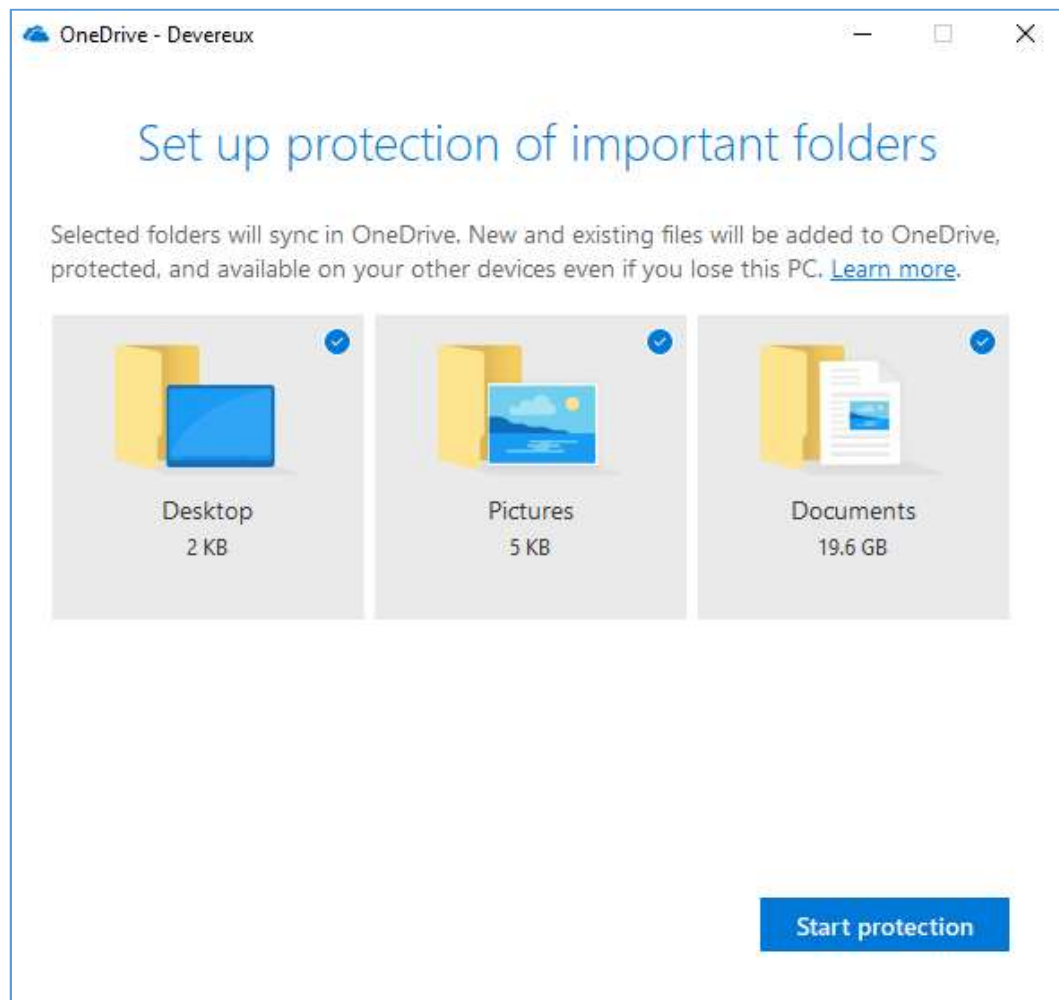 OneDrive - Devereux
Set up protection of important folders
Selected folders will sync in OneDrive. New and existing files will be added to OneDrive,
protected, and available on your other devices even if you lose this PC. Learn more.
Desktop
2 KB
Pictures
5 KB
Documents
19.6 GB
Start protection